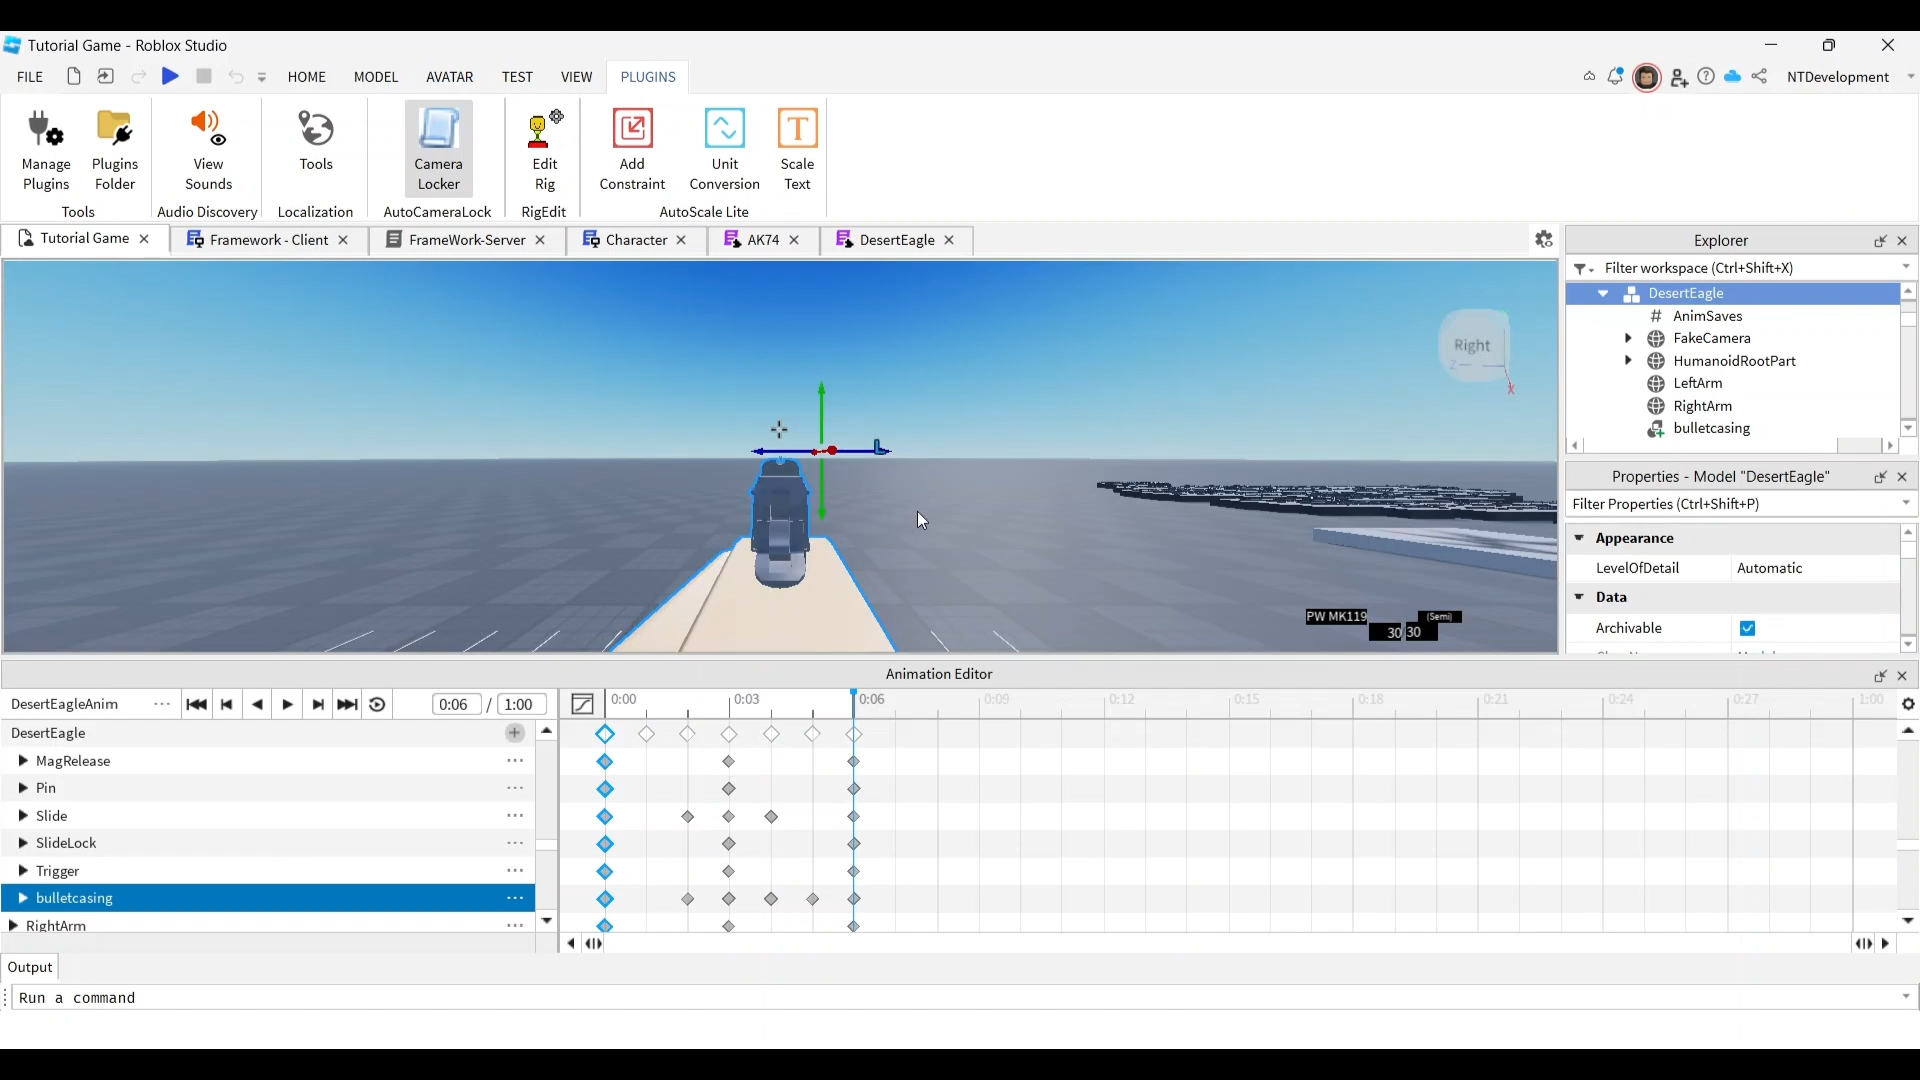 Tutorial Game - Roblox Studio
FILE HOME MODEL AVATAR TEST VIEW PLUGINS NTDevelopment
Manage Plugins
Plugins Folder
Tools
View Sounds
Audio Discovery
Tools
Localization
Camera Locker
AutoCameraLock
Edit Rig
RigEdit
Add Constraint
Unit Conversion
Scale Text
AutoScale Lite
Tutorial Game Framework - Client FrameWork-Server Character AK74 DesertEagle
Explorer
Filter workspace (Ctrl+Shift+X)
DesertEagle
AnimSaves
FakeCamera
HumanoidRootPart
LeftArm
RightArm
bulletcasing
Right
Z
X
L
PW MK119 (Semi)
30/30
Properties - Model "DesertEagle"
Filter Properties (Ctrl+Shift+P)
Appearance
LevelOfDetail Automatic
Data
Archivable
Animation Editor
DesertEagleAnim 0:06 / 1:00
0:00 0:03 0:06 0:09 0:12 0:15 0:18 0:21 0:24 0:27 1:00
DesertEagle
MagRelease
Pin
Slide
SlideLock
Trigger
bulletcasing
RightArm
Output
Run a command